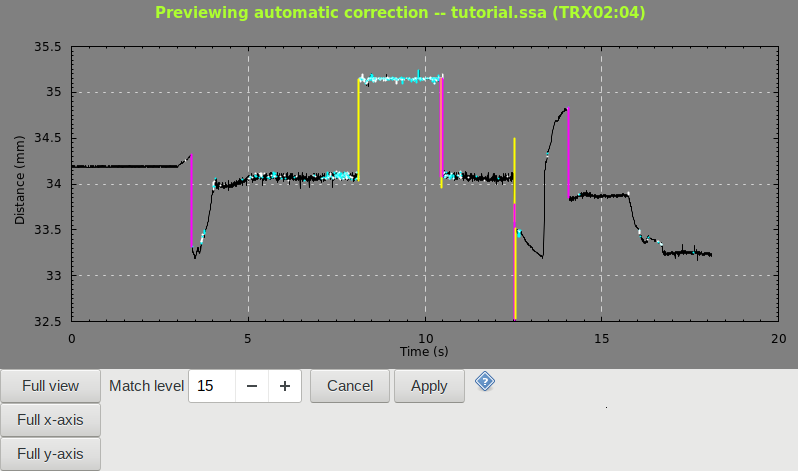 Previewing automatic correction -- tutorial.ssa (TRX02:04)
35.5
35
34.5
34
33.5
33
32.5
Distance (mm)
0 5 10 15 20
Time (s)
Full view Match level 15 − + Cancel Apply ?
Full x-axis
Full y-axis